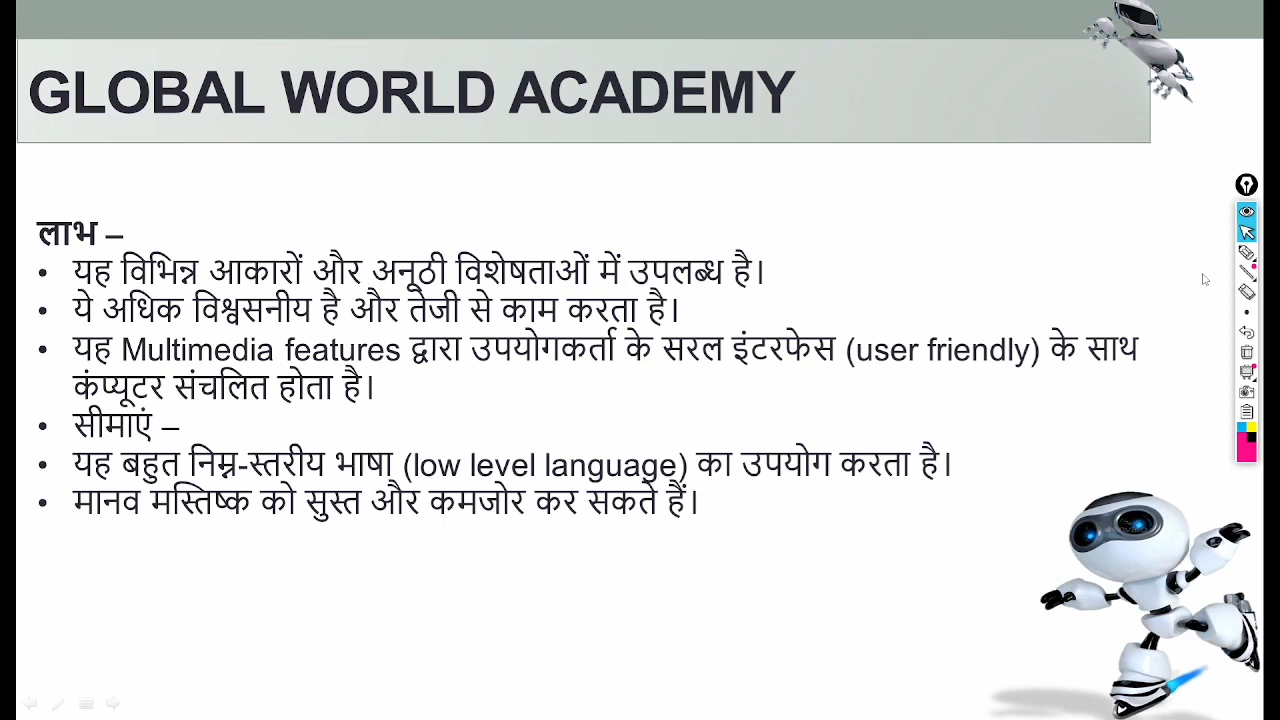 GLOBAL WORLD ACADEMY
लाभ –
• यह विभिन्न आकारों और अनूठी विशेषताओं में उपलब्ध है।
• ये अधिक विश्वसनीय है और तेजी से काम करता है।
• यह Multimedia features द्वारा उपयोगकर्ता के सरल इंटरफेस (user friendly) के साथ
कंप्यूटर संचलित होता है।
• सीमाएं –
• यह बहुत निम्न-स्तरीय भाषा (low level language) का उपयोग करता है।
• मानव मस्तिष्क को सुस्त और कमजोर कर सकते हैं।